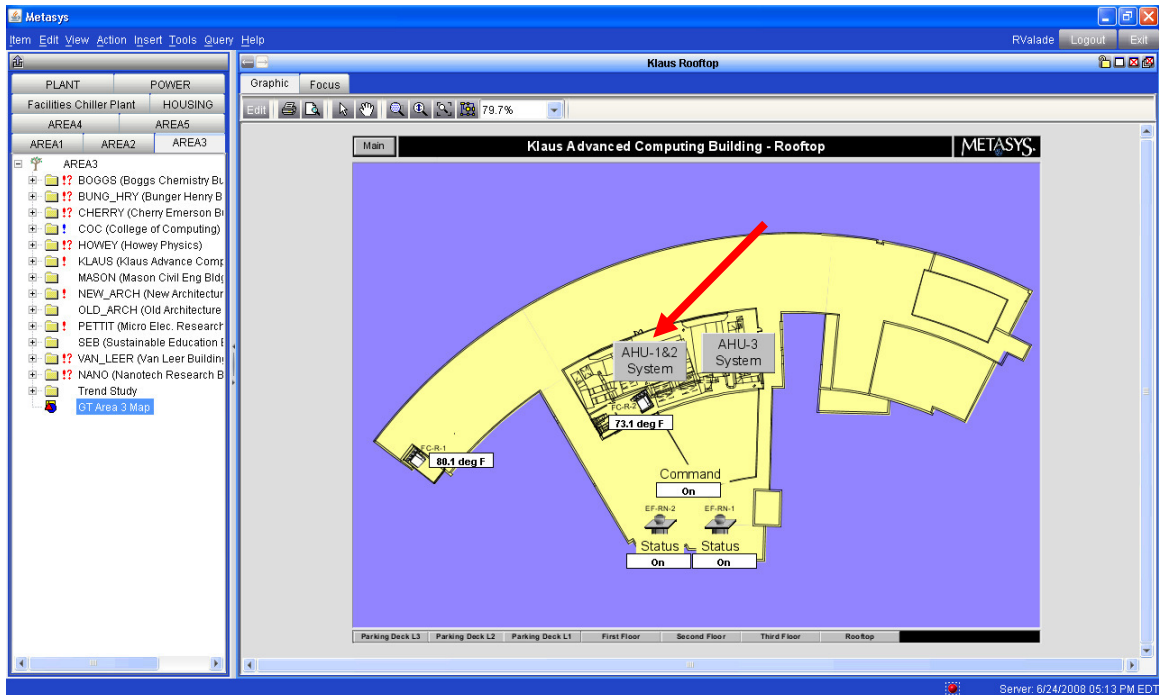 Metasys
Item Edit View Action Insert Tools Query Help
RValade Logout Exit
PLANT POWER
Facilities Chiller Plant HOUSING
AREA4 AREA5
AREA1 AREA2 AREA3
AREA3
!? BOGGS (Boggs Chemistry Bu
!? BUNG_HRY (Bunger Henry B
!? CHERRY (Cherry Emerson Bi
! COC (College of Computing)
!? HOWEY (Howey Physics)
! KLAUS (Klaus Advance Comp
MASON (Mason Civil Eng Bldg
! NEW_ARCH (New Architectur
OLD_ARCH (Old Architecture
! PETTIT (Micro Elec. Research
SEB (Sustainable Education B
!? VAN_LEER (Van Leer Building
!? NANO (Nanotech Research B
Trend Study
GT Area 3 Map
Klaus Rooftop
Graphic Focus
Edit 79.7%
Main Klaus Advanced Computing Building - Rooftop METASYS.
AHU-1&2
System
AHU-3
System
FC-R-2
73.1 deg F
FC-R-1
80.1 deg F
Command
On
EF-RN-2 EF-RN-1
Status Status
On On
Parking Deck L3 Parking Deck L2 Parking Deck L1 First Floor Second Floor Third Floor Rooftop
Server: 6/24/2008 05:13 PM EDT